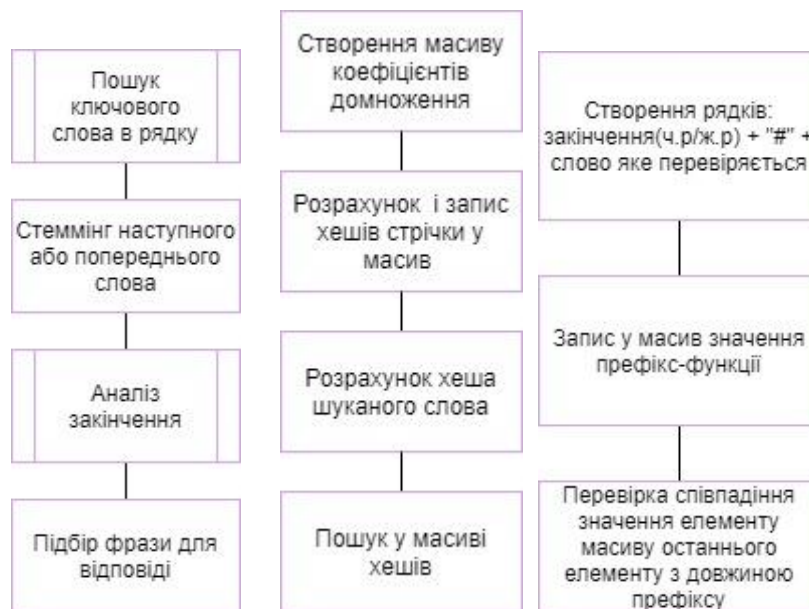 Пошук
ключового
слова в рядку
Стеммінг наступного
або попереднього
слова
Аналіз
закінчення
Підбір фрази для
відповіді
Створення масиву
коефіцієнтів
домноження
Розрахунок і запис
хешів стрічки у
масив
Розрахунок хеша
шуканого слова
Пошук у масиві
хешів
Створення рядків:
закінчення(ч.р/ж.р) + "#" +
слово яке перевіряється
Запис у масив значення
префікс-функції
Перевірка співпадіння
значення елементу
масиву останнього
елементу з довжиною
префіксу